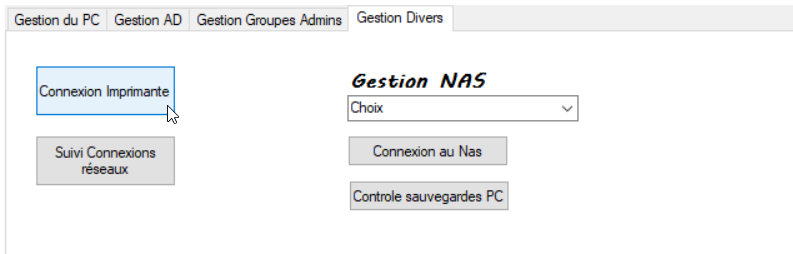 Gestion du PC
Gestion AD
Gestion Groupes Admins
Gestion Divers
Connexion Imprimante
Suivi Connexions
réseaux
Gestion NAS
Choix
Connexion au Nas
Controle sauvegardes PC